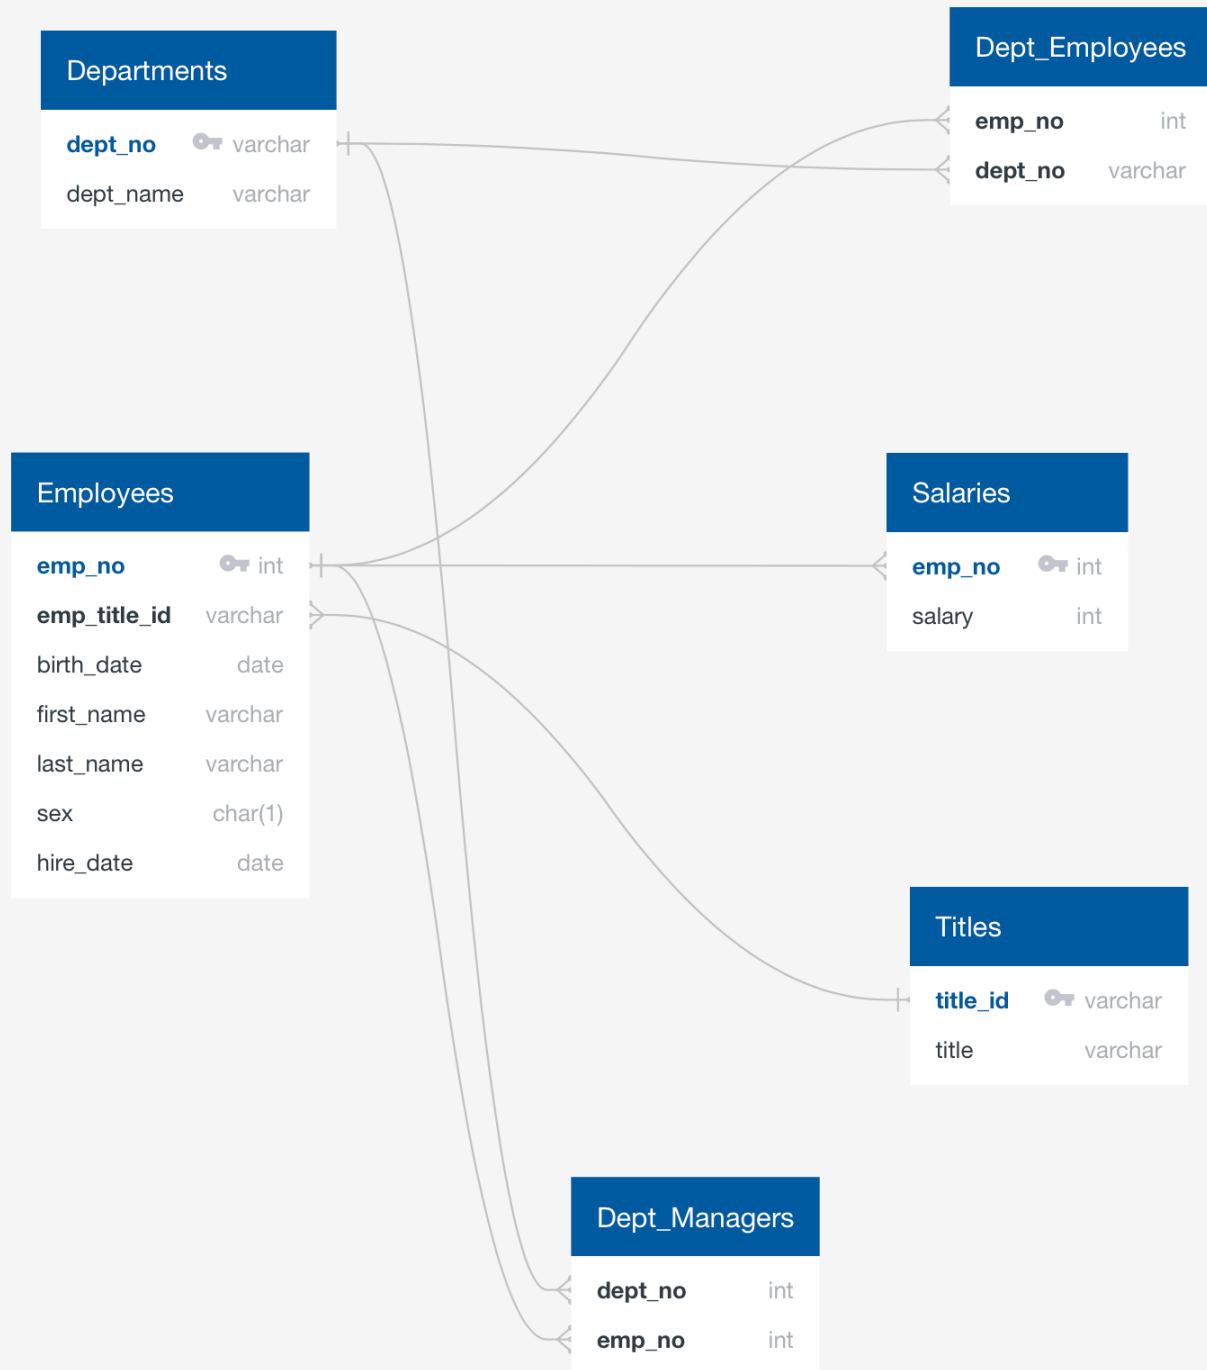 Departments
dept_no varchar
dept_name varchar
Dept_Employees
emp_no int
dept_no varchar
Employees
emp_no int
emp_title_id varchar
birth_date date
first_name varchar
last_name varchar
sex char(1)
hire_date date
Salaries
emp_no int
salary int
Titles
title_id varchar
title varchar
Dept_Managers
dept_no int
emp_no int